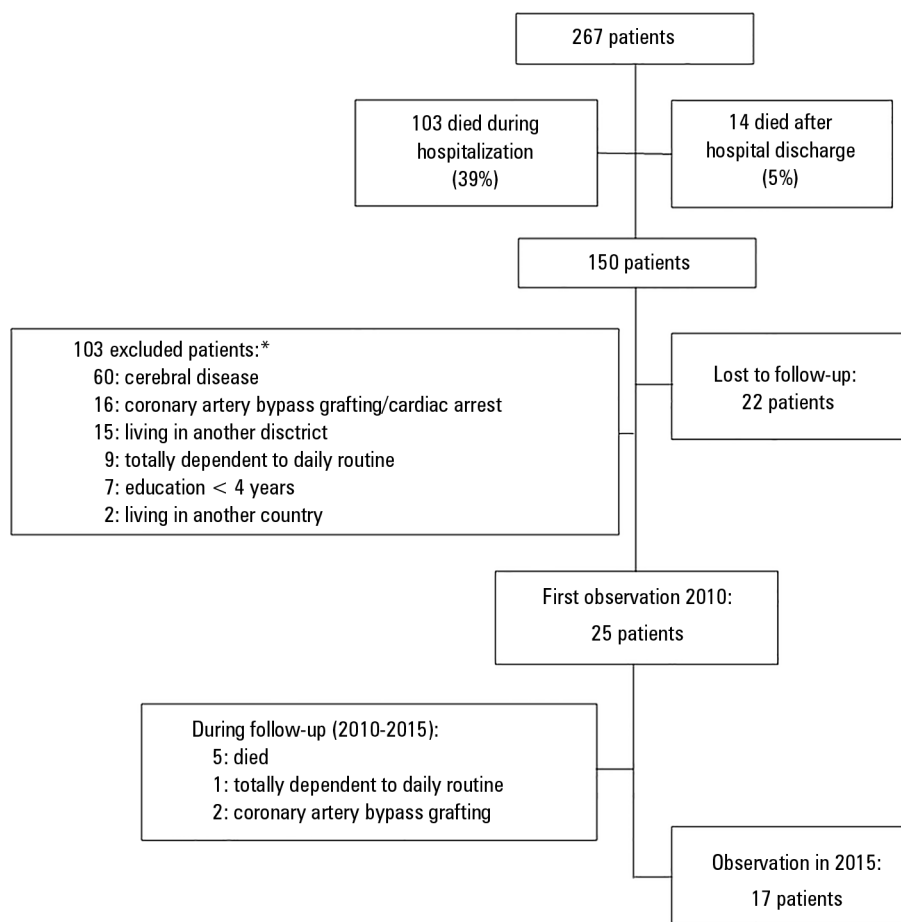 267 patients
103 died during
hospitalization
(39%)
14 died after
hospital discharge
(5%)
150 patients
103 excluded patients:*
60: cerebral disease
16: coronary artery bypass grafting/cardiac arrest
15: living in another disctrict
9: totally dependent to daily routine
7: education < 4 years
2: living in another country
Lost to follow-up:
22 patients
First observation 2010:
25 patients
During follow-up (2010-2015):
5: died
1: totally dependent to daily routine
2: coronary artery bypass grafting
Observation in 2015:
17 patients